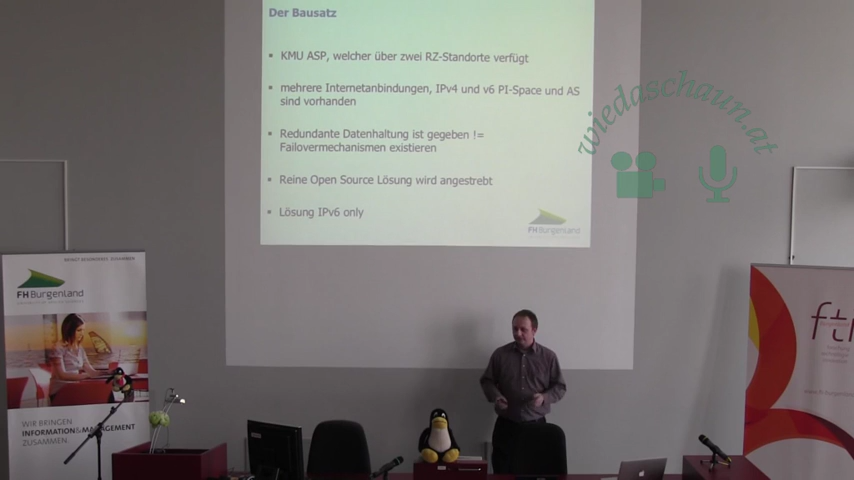 Der Bausatz
KMU ASP, welcher über zwei RZ-Standorte verfügt
mehrere Internetanbindungen, IPv4 und v6 PI-Space und AS
sind vorhanden
Redundante Datenhaltung ist gegeben !=
Failovermechanismen existieren
Reine Open Source Lösung wird angestrebt
Lösung IPv6 only
FH Burgenland
wiedaschaun.at
FH Burgenland
WIR BRINGEN
INFORMATION&MANAGEMENT
ZUSAMMEN.